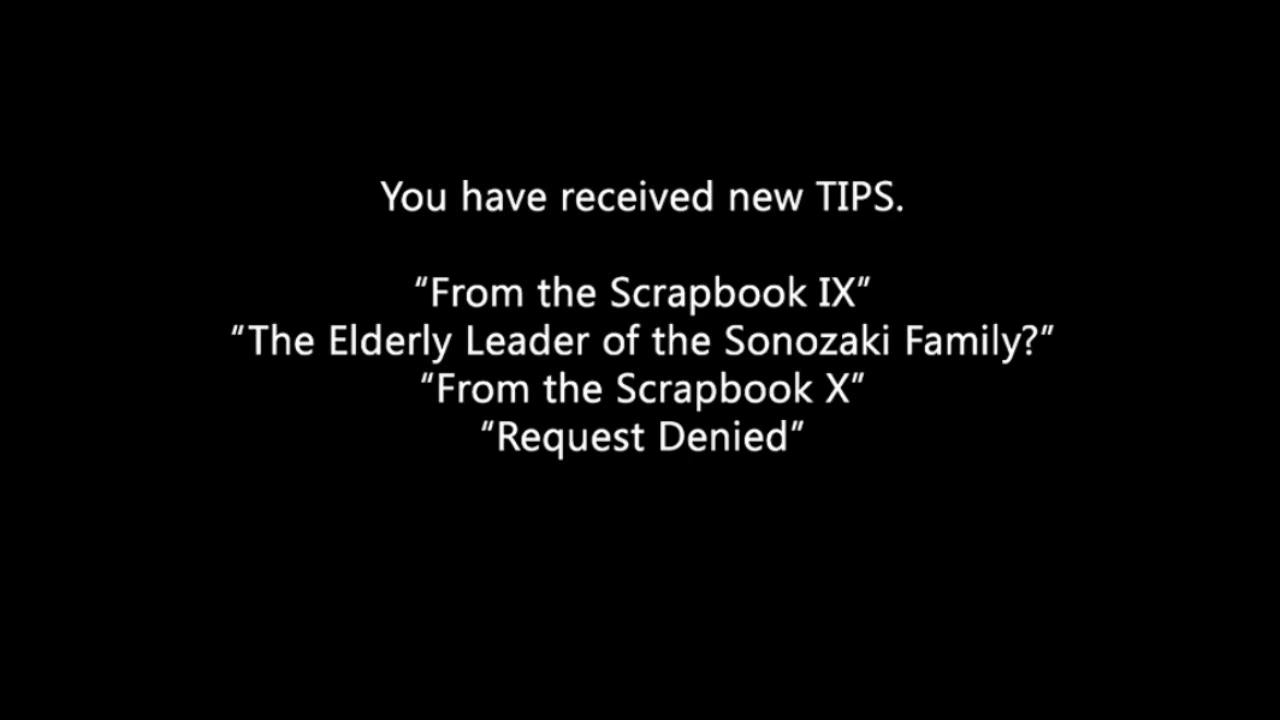 You have received new TIPS.
"From the Scrapbook IX"
"The Elderly Leader of the Sonozaki Family?"
"From the Scrapbook X"
"Request Denied"